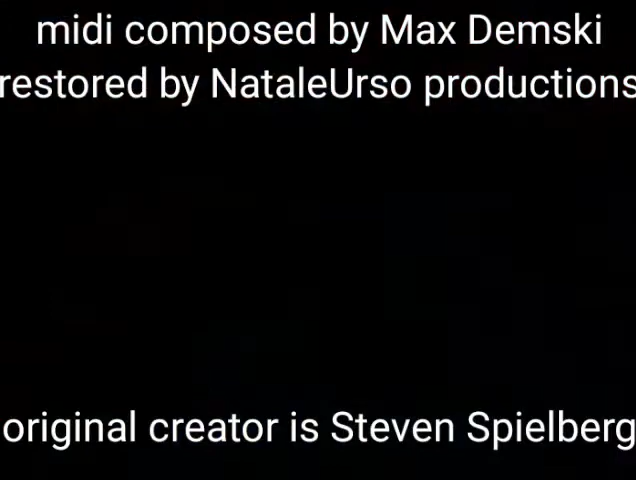 midi composed by Max Demski
restored by NataleUrso productions
original creator is Steven Spielberg